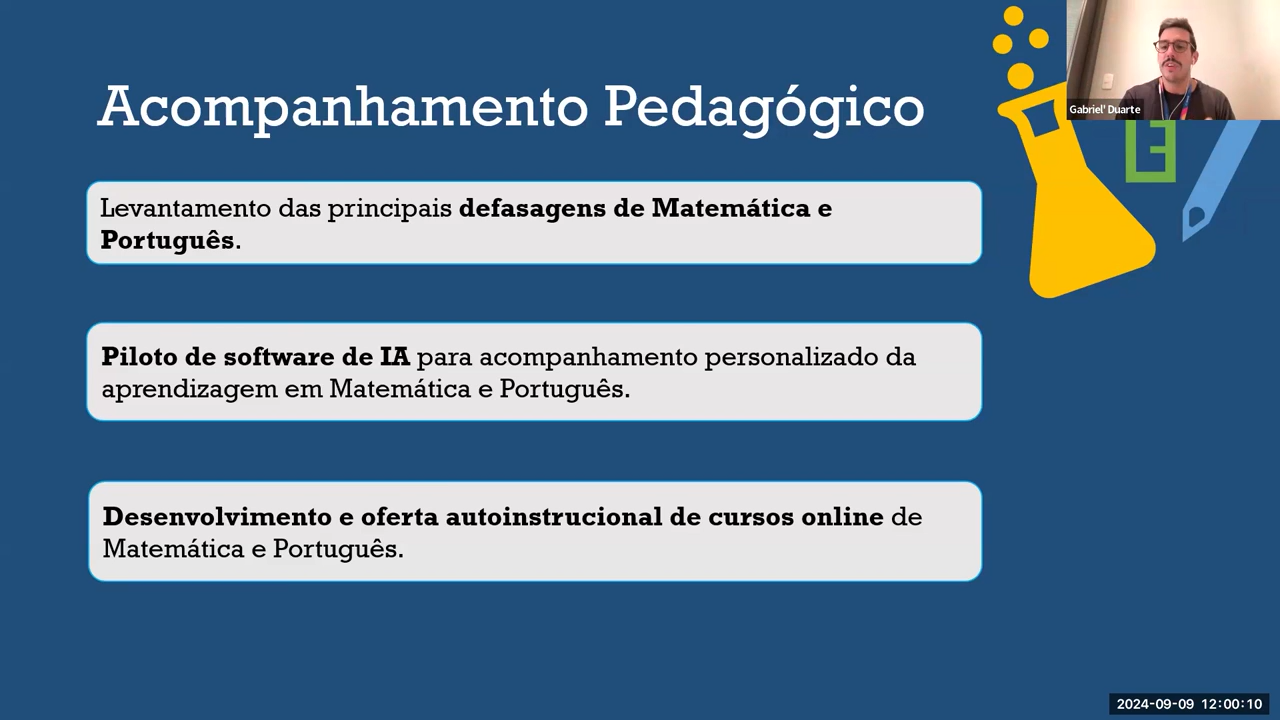 Acompanhamento Pedagógico
Gabriel' Duarte
Levantamento das principais defasagens de Matemática e
Português.
Piloto de software de IA para acompanhamento personalizado da
aprendizagem em Matemática e Português.
Desenvolvimento e oferta autoinstrucional de cursos online de
Matemática e Português.
2024-09-09 12:00:10